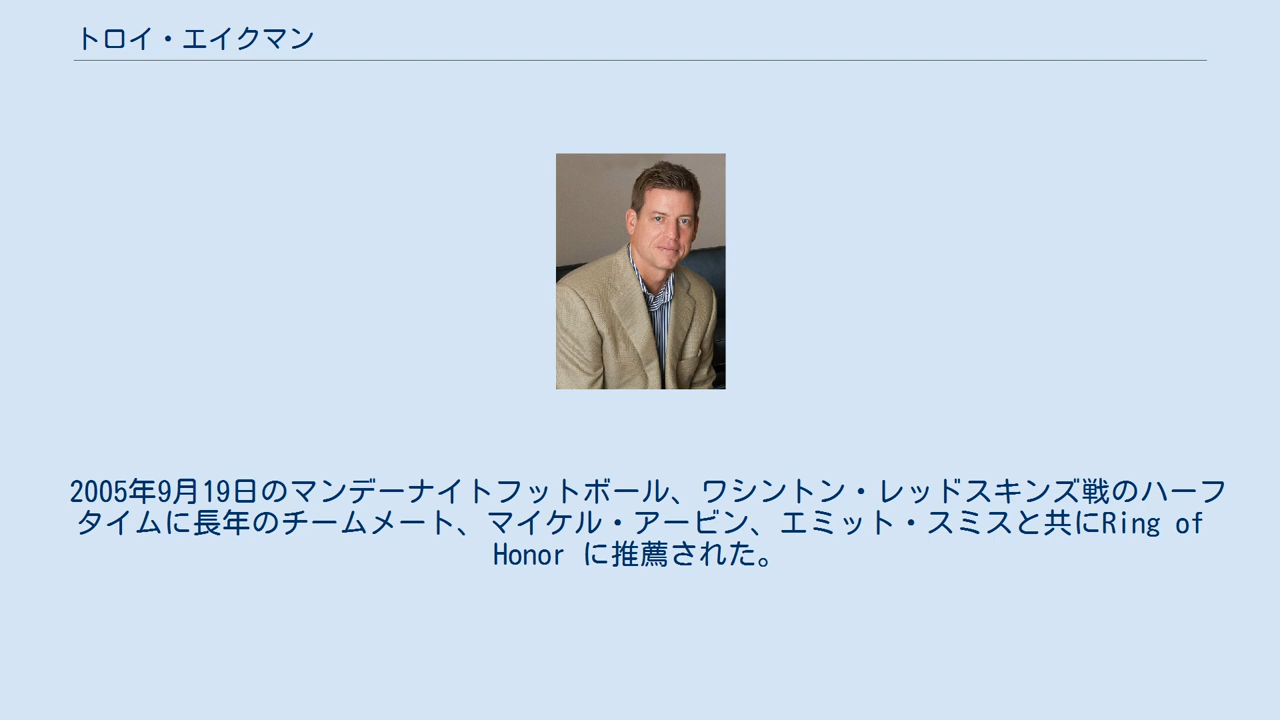 トロイ・エイクマン
2005年9月19日のマンデーナイトフットボール、ワシントン・レッドスキンズ戦のハーフ
タイムに長年のチームメート、マイケル・アービン、エミット・スミスと共にRing of
Honor に推薦された。